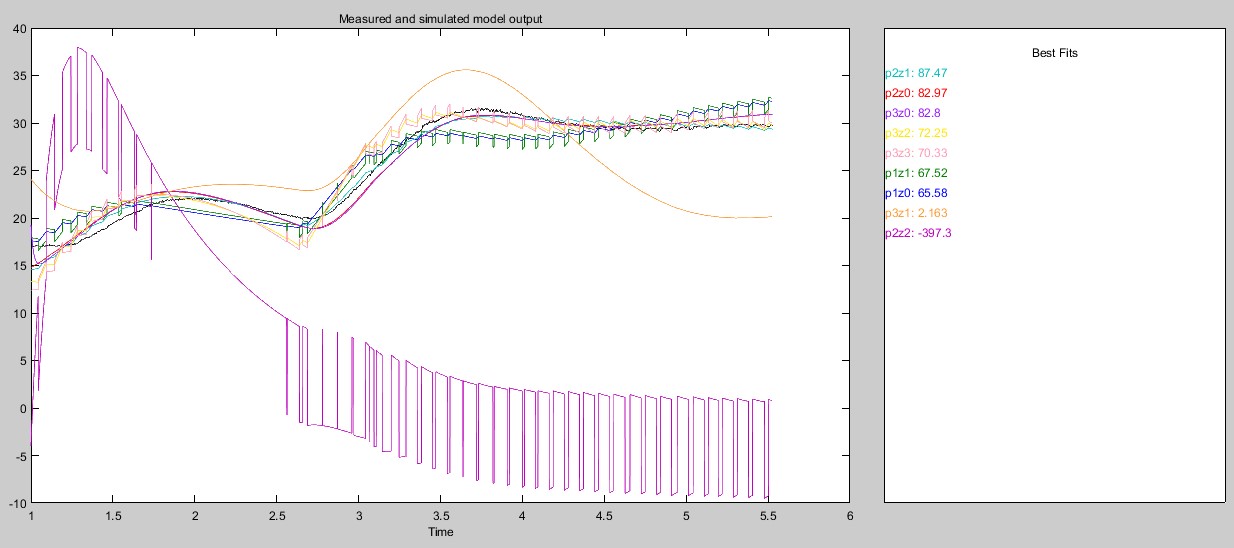 Measured and simulated model output
40
35
30
25
20
15
10
5
0
-5
-10
1
1.5
2
2.5
3
3.5
4
4.5
5
5.5
6
Time
Best Fits
p2z1: 87.47
p2z0: 82.97
p3z0: 82.8
p3z2: 72.25
p3z3: 70.33
p1z1: 67.52
p1z0: 65.58
p3z1: 2.163
p2z2: -397.3